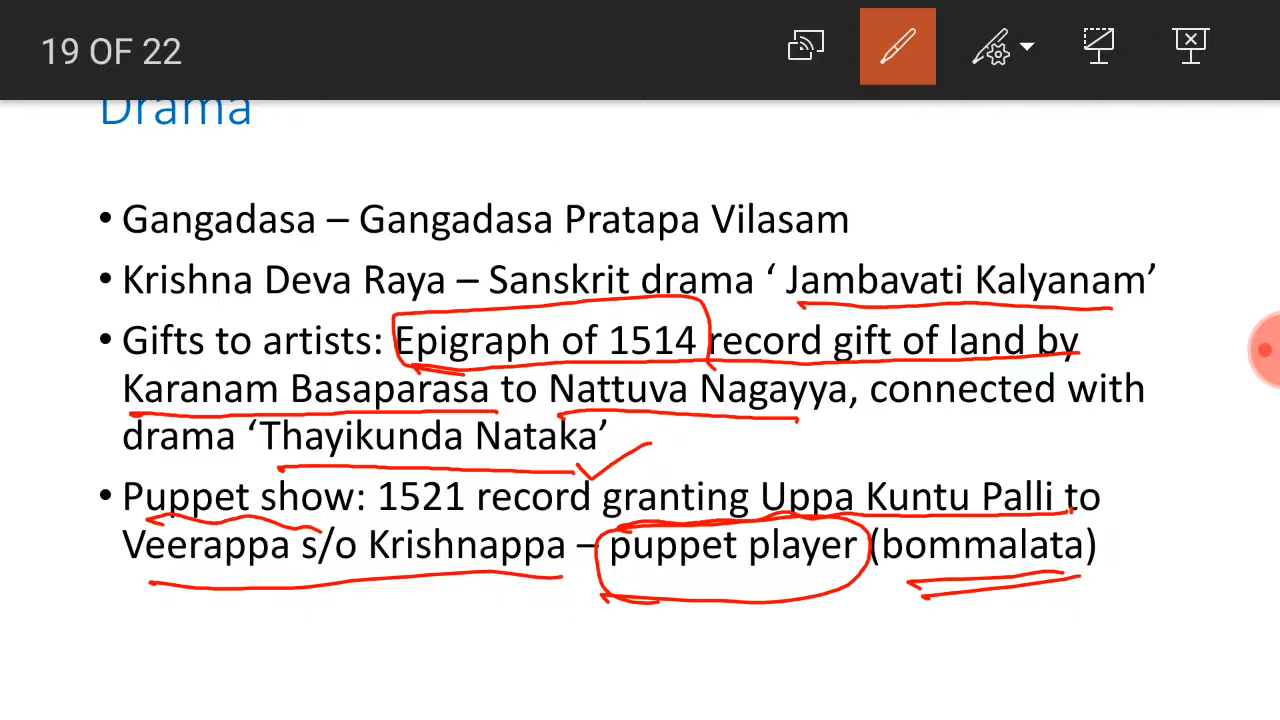 19 OF 22
Drama
• Gangadasa – Gangadasa Pratapa Vilasam
• Krishna Deva Raya – Sanskrit drama ‘ Jambavati Kalyanam’
• Gifts to artists: Epigraph of 1514 record gift of land by
Karanam Basaparasa to Nattuva Nagayya, connected with
drama ‘Thayikunda Nataka’
• Puppet show: 1521 record granting Uppa Kuntu Palli to
Veerappa s/o Krishnappa – puppet player (bommalata)